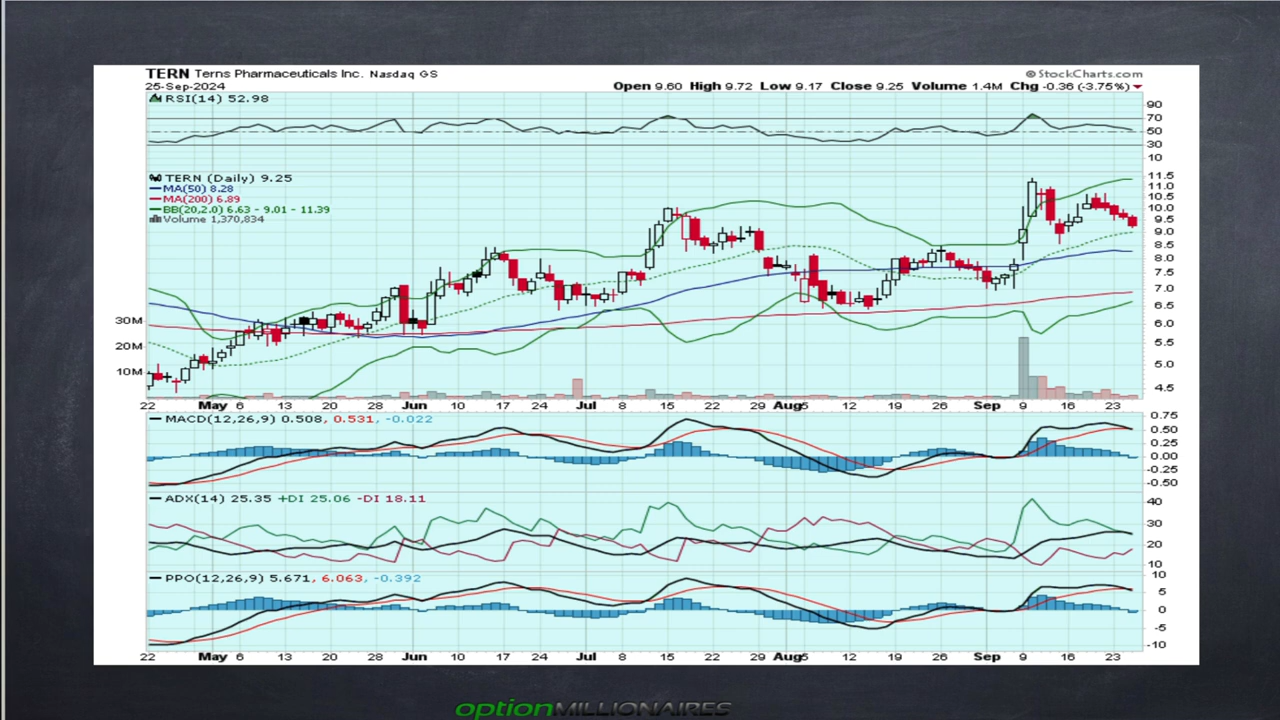 TERN Terns Pharmaceuticals Inc. Nasdaq GS
© StockCharts.com
25-Sep-2024
Open 9.60 High 9.72 Low 9.17 Close 9.25 Volume 1.4M Chg -0.36 (-3.75%)
RSI(14) 52.98
90
70
50
30
10
TERN (Daily) 9.25
MA(50) 8.28
MA(200) 6.89
BB(20,2.0) 6.63 - 9.01 - 11.39
Volume 1,370,834
11.5
11.0
10.5
10.0
9.5
9.0
8.5
8.0
7.5
7.0
6.5
6.0
5.5
5.0
4.5
30M
20M
10M
22 May 6 13 20 28 Jun 10 17 24 Jul 8 15 22 29 Aug 5 12 19 26 Sep 9 16 23
MACD(12,26,9) 0.508, 0.531, -0.022
0.75
0.50
0.25
0.00
-0.25
-0.50
ADX(14) 25.35 +DI 25.06 -DI 18.11
40
30
20
10
PPO(12,26,9) 5.671, 6.063, -0.392
10
5
0
-5
-10
22 May 6 13 20 28 Jun 10 17 24 Jul 8 15 22 29 Aug 5 12 19 26 Sep 9 16 23
optionMILLIONAIRES